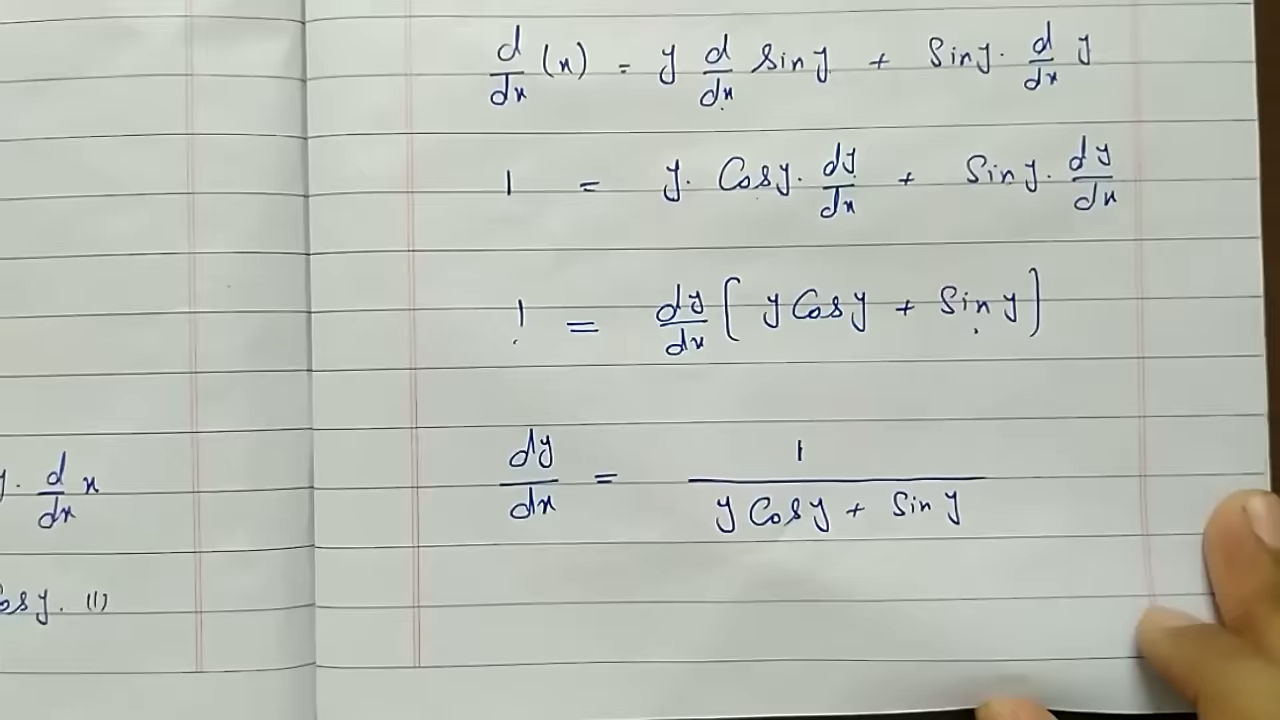 d/dx (x) = y d/dx Sin y + Sin y. d/dx y
1 = y. Cos y. dy/dx + Sin y. dy/dx
1 = dy/dx [ y Cos y + Sin y ]
dy/dx = 1 / (y Cos y + Sin y)
y. d/dx x
Cos y. (1)